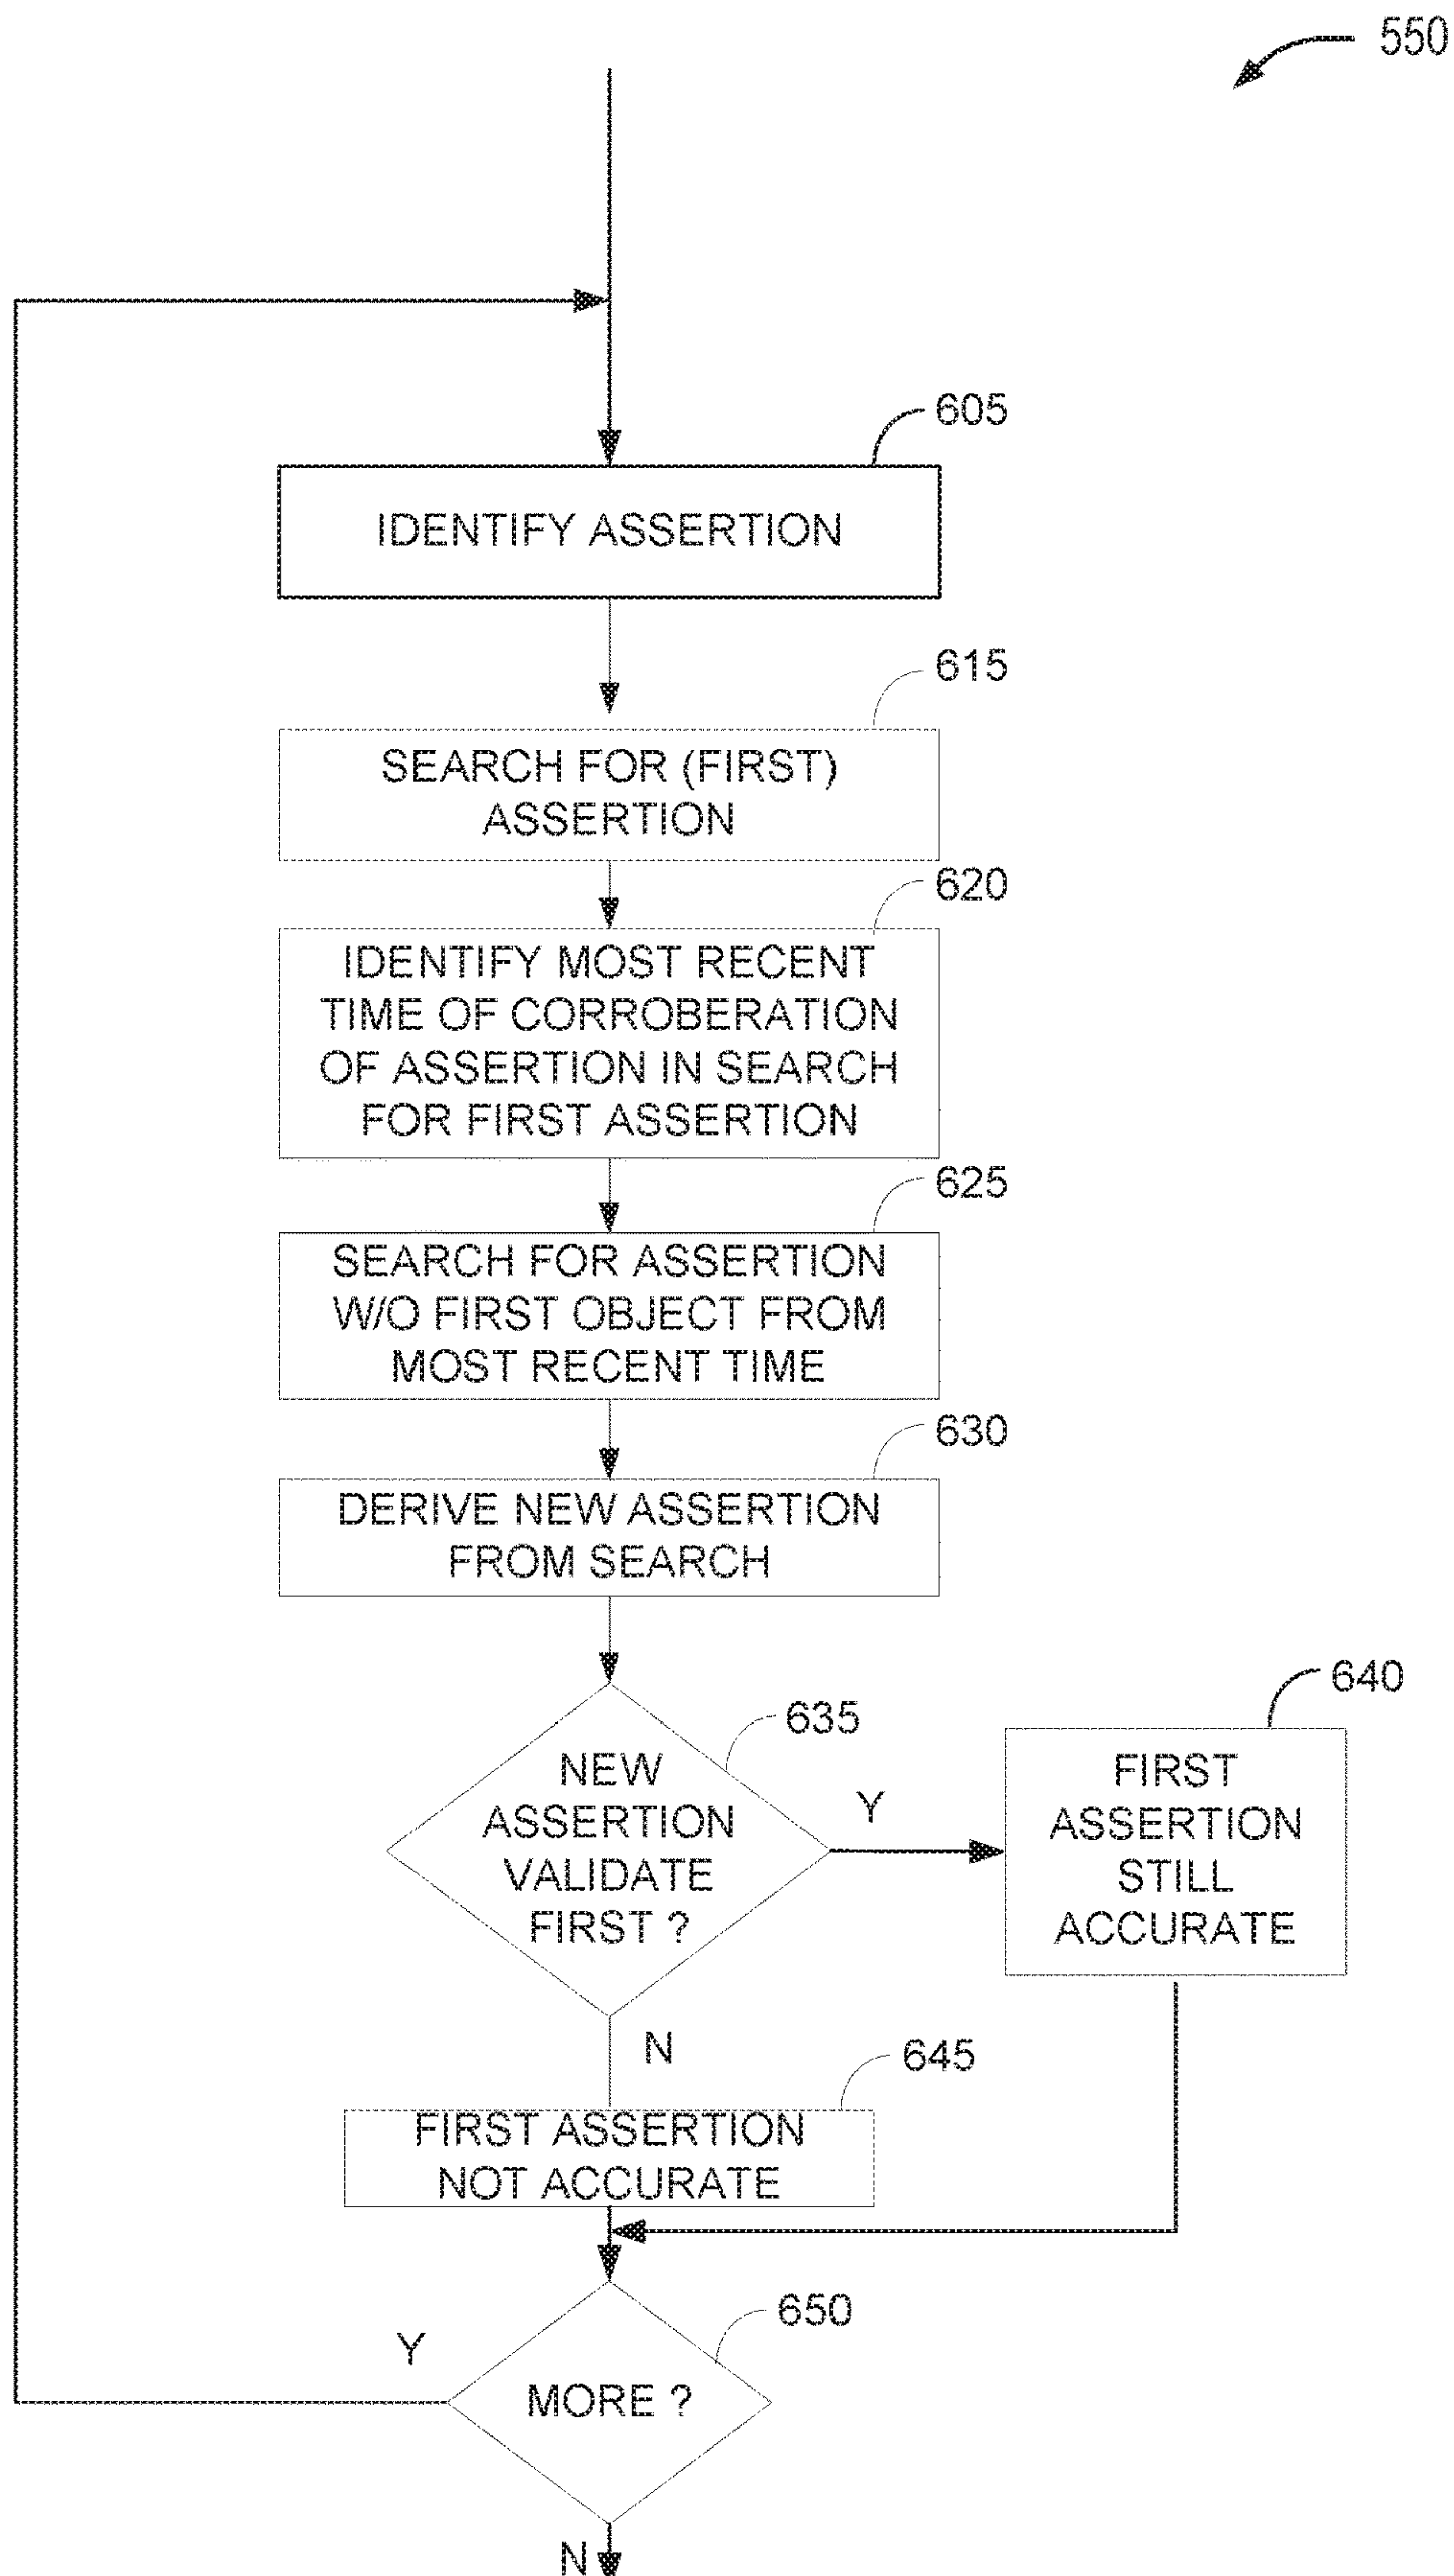 550
605
IDENTIFY ASSERTION
615
SEARCH FOR (FIRST)
ASSERTION
620
IDENTIFY MOST RECENT
TIME OF CORROBERATION
OF ASSERTION IN SEARCH
FOR FIRST ASSERTION
625
SEARCH FOR ASSERTION
W/O FIRST OBJECT FROM
MOST RECENT TIME
630
DERIVE NEW ASSERTION
FROM SEARCH
635
NEW
ASSERTION
VALIDATE
FIRST ?
Y
640
FIRST
ASSERTION
STILL
ACCURATE
N
645
FIRST ASSERTION
NOT ACCURATE
650
Y
MORE ?
N